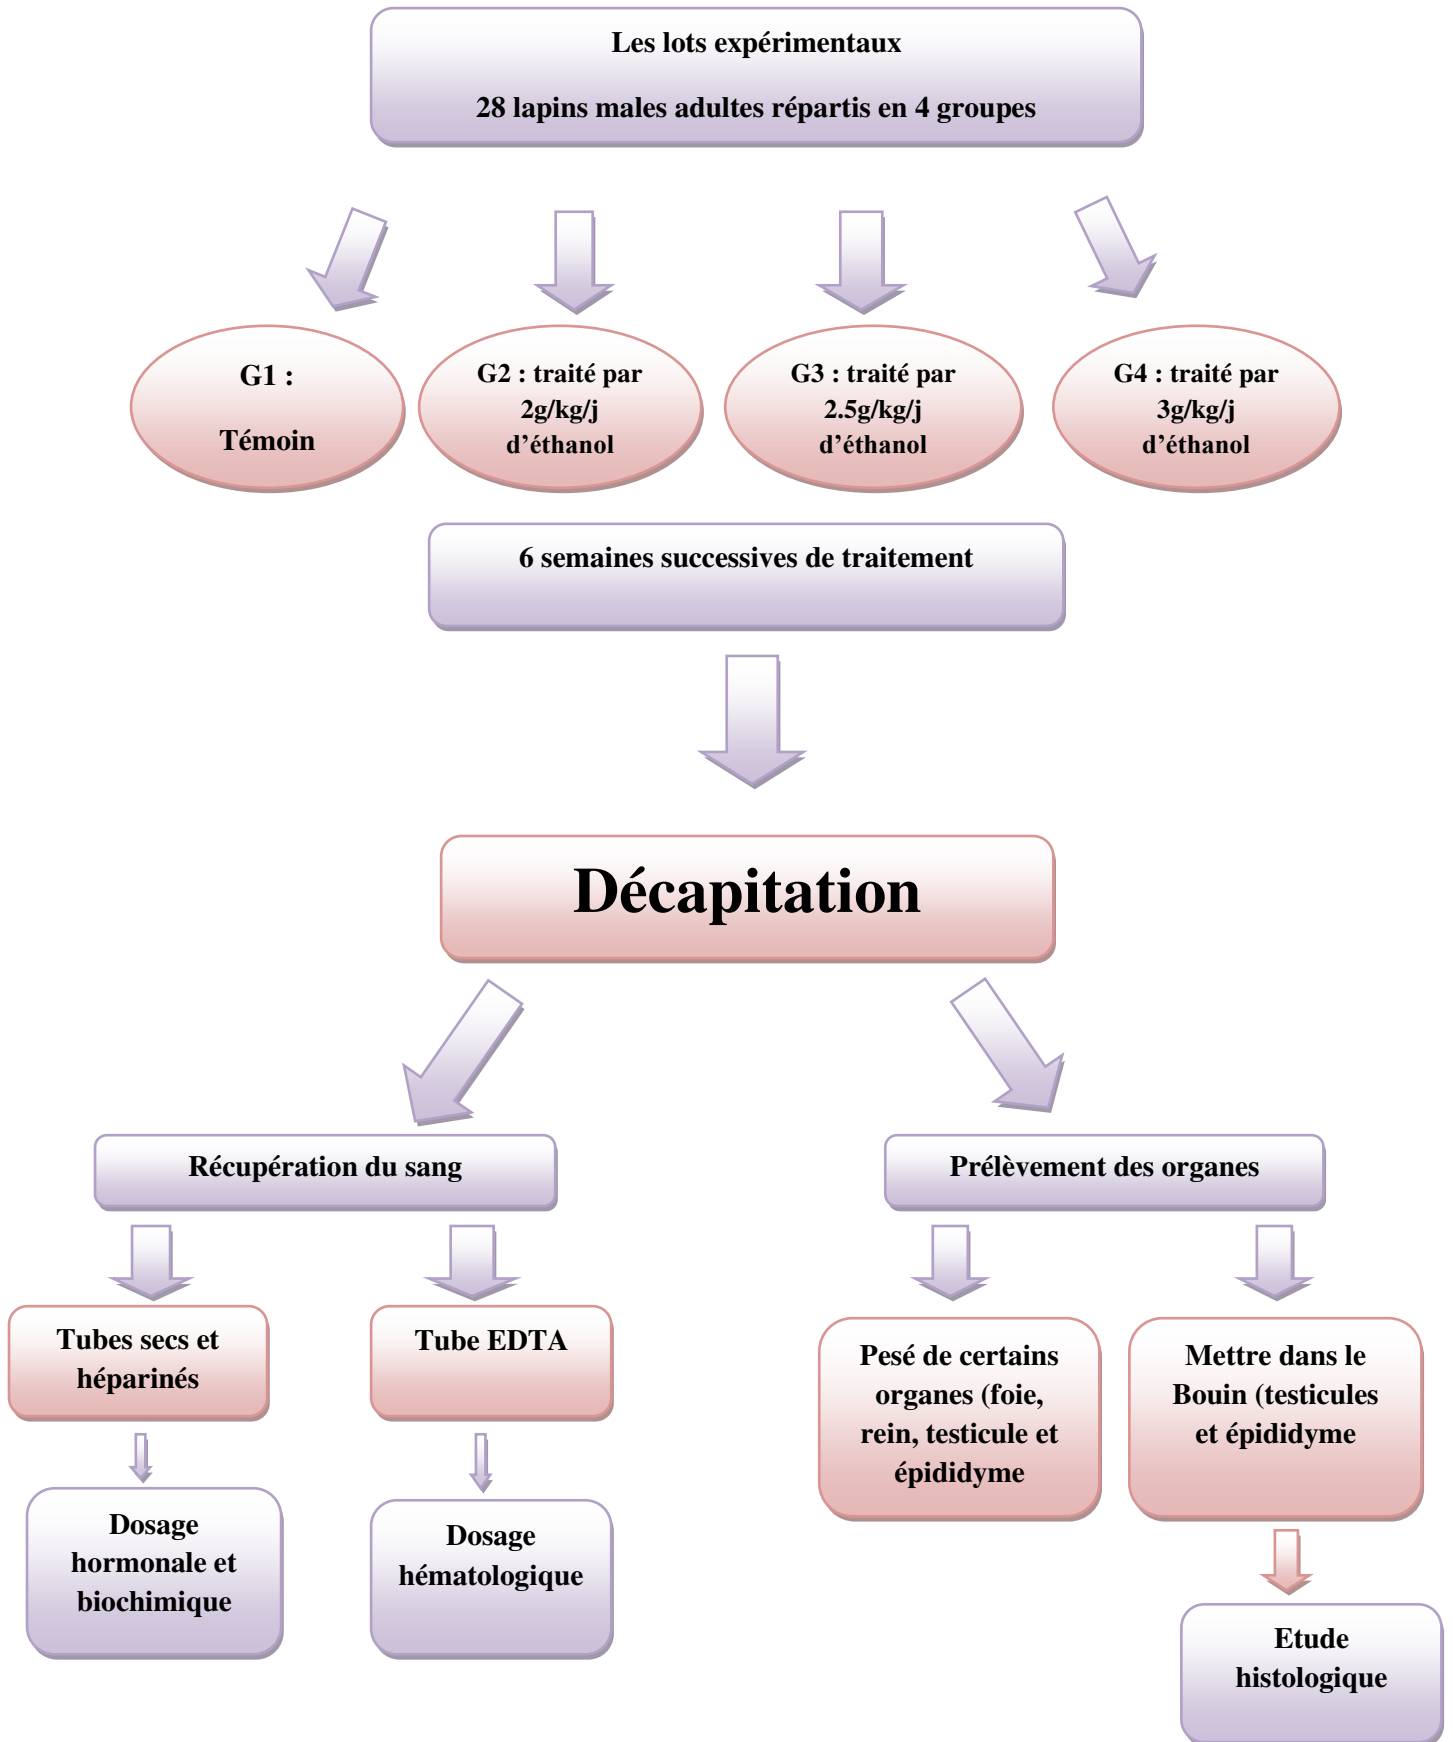 Les lots expérimentaux
28 lapins males adultes répartis en 4 groupes
G1 :
Témoin
G2 : traité par
2g/kg/j
d’éthanol
G3 : traité par
2.5g/kg/j
d’éthanol
G4 : traité par
3g/kg/j
d’éthanol
6 semaines successives de traitement
Décapitation
Récupération du sang
Prélèvement des organes
Tubes secs et
héparinés
Tube EDTA
Pesé de certains
organes (foie,
rein, testicule et
épididyme
Mettre dans le
Bouin (testicules
et épididyme
Dosage
hormonale et
biochimique
Dosage
hématologique
Etude
histologique